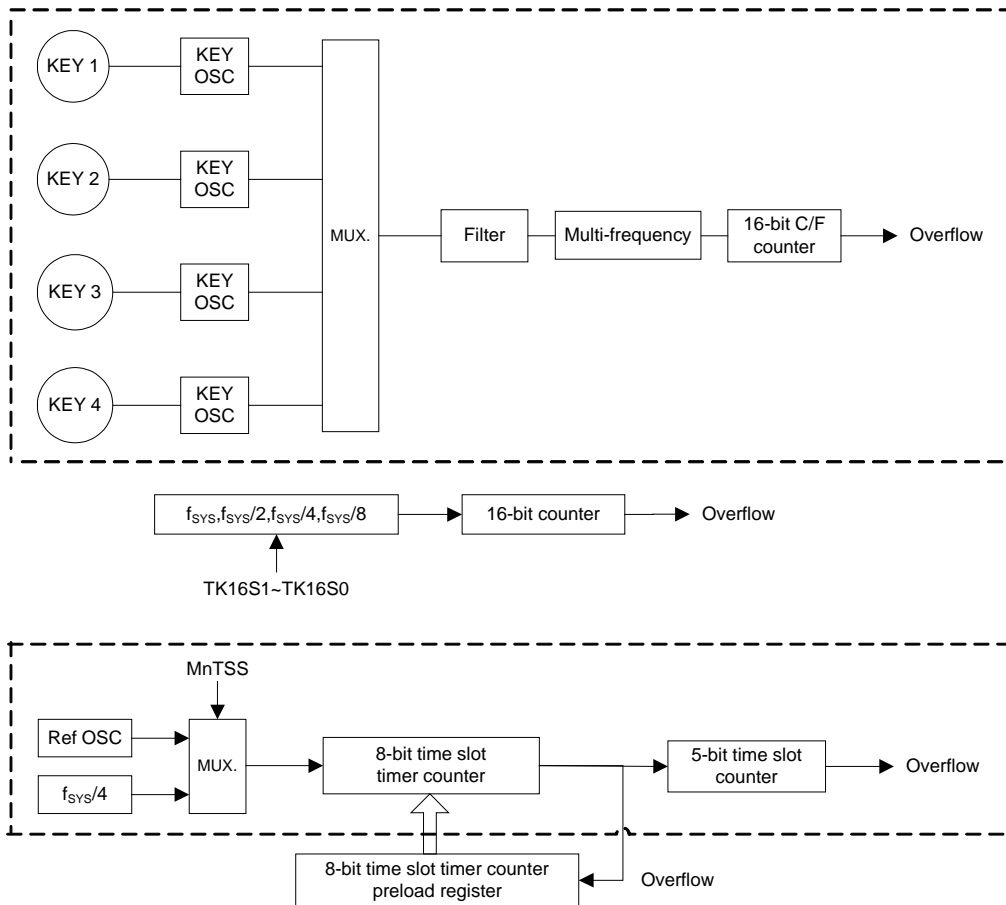 KEY 1
KEY
OSC
KEY 2
KEY
OSC
KEY 3
KEY
OSC
KEY 4
KEY
OSC
MUX.
Filter
Multi-frequency
16-bit C/F
counter
Overflow
fSYS,fSYS/2,fSYS/4,fSYS/8
16-bit counter
Overflow
TK16S1~TK16S0
MnTSS
Ref OSC
fSYS/4
MUX.
8-bit time slot
timer counter
5-bit time slot
counter
Overflow
8-bit time slot timer counter
preload register
Overflow